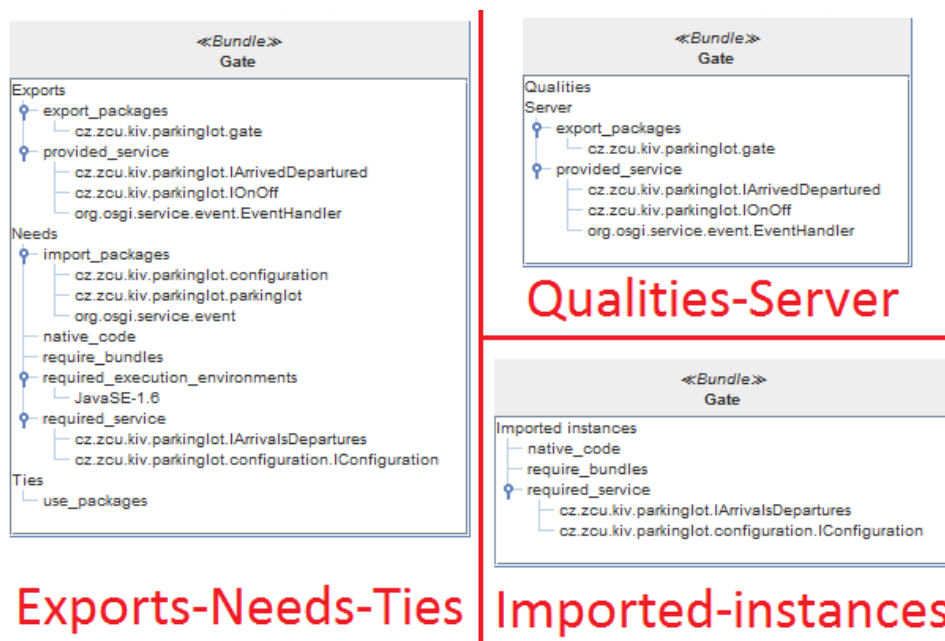 ≪Bundle≫
Gate
Exports
export_packages
cz.zcu.kiv.parkinglot.gate
provided_service
cz.zcu.kiv.parkinglot.IArrivedDepartured
cz.zcu.kiv.parkinglot.IOnOff
org.osgi.service.event.EventHandler
Needs
import_packages
cz.zcu.kiv.parkinglot.configuration
cz.zcu.kiv.parkinglot.parkinglot
org.osgi.service.event
native_code
require_bundles
required_execution_environments
JavaSE-1.6
required_service
cz.zcu.kiv.parkinglot.IArrivalsDepartures
cz.zcu.kiv.parkinglot.configuration.IConfiguration
Ties
use_packages
Exports-Needs-Ties
≪Bundle≫
Gate
Qualities
Server
export_packages
cz.zcu.kiv.parkinglot.gate
provided_service
cz.zcu.kiv.parkinglot.IArrivedDepartured
cz.zcu.kiv.parkinglot.IOnOff
org.osgi.service.event.EventHandler
Qualities-Server
≪Bundle≫
Gate
Imported instances
native_code
require_bundles
required_service
cz.zcu.kiv.parkinglot.IArrivalsDepartures
cz.zcu.kiv.parkinglot.configuration.IConfiguration
Imported-instances